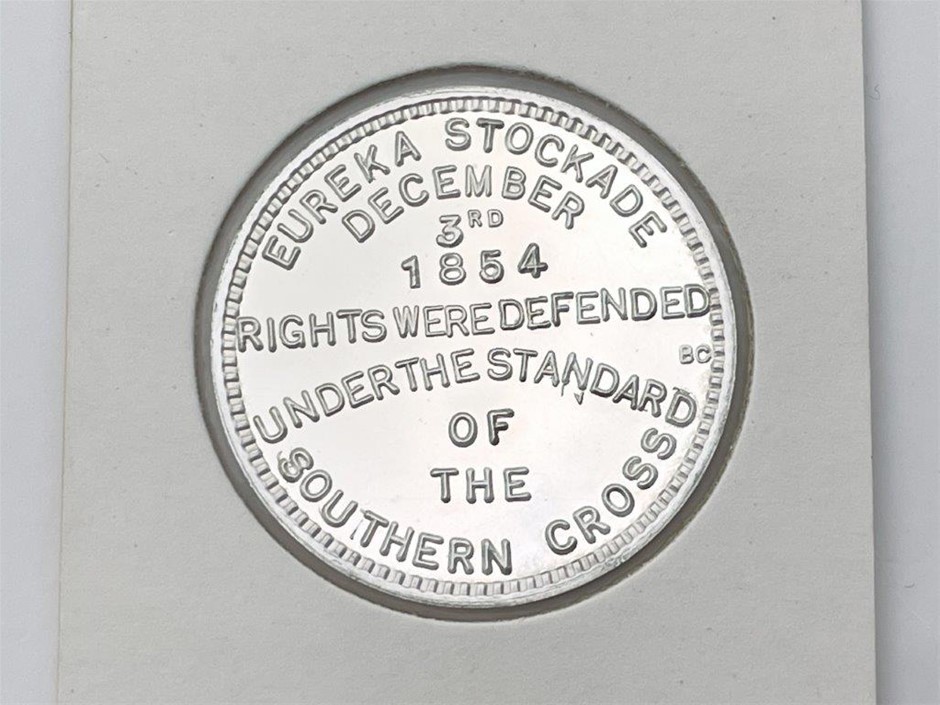 EUREKA STOCKADE
DECEMBER
3RD
1854
RIGHTS WERE DEFENDED
BC
UNDER THE STANDARD
OF
THE
SOUTHERN CROSS